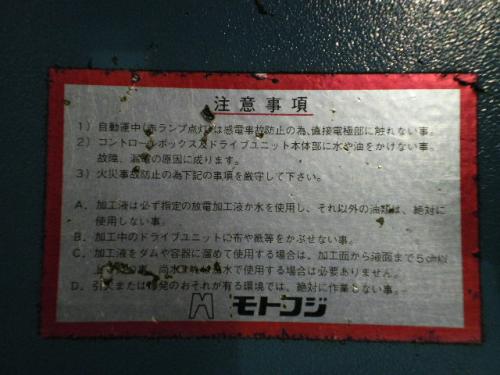 注意事項
1) 自動運中(赤ランプ点灯)は感電事故防止の為、直接電極部に触れない事。
2) コントロールボックス及ドライブユニット本体部に水や油をかけない事。
故障、漏電の原因に成ります。
3) 火災事故防止の為下記の事項を厳守して下さい。
A. 加工液は必ず指定の放電加工液か水を使用し、それ以外の油類は、絶対に
使用しない事。
B. 加工中のドライブユニットに布や紙等をかぶせない事。
C. 加工液をダムや容器に溜めて使用する場合は、加工面から液面まで5cm以
上 尚水 水で使用する場合は必要ありません。
D. 引火または爆発のおそれが有る環境では、絶対に作業しない事。
モトフジ